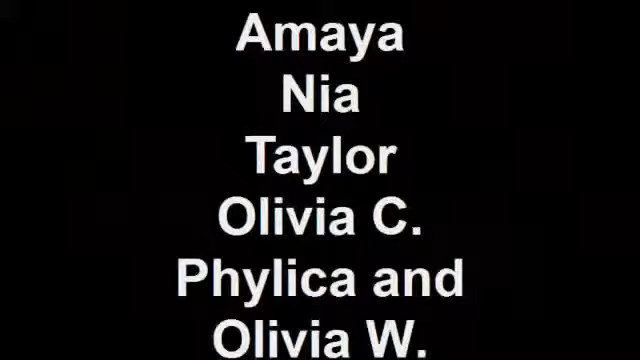 Amaya
Nia
Taylor
Olivia C.
Phylica and
Olivia W.